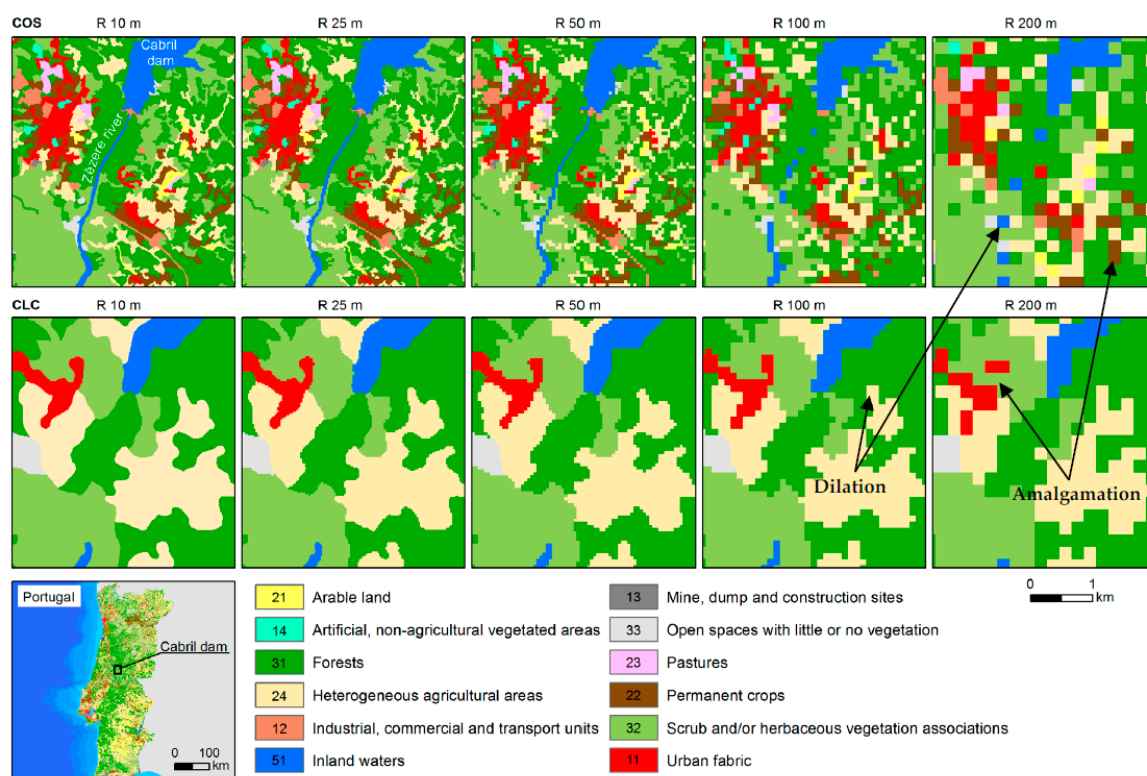 COS R 10 m R 25 m R 50 m R 100 m R 200 m
Cabril
dam
Zêzere river
CLC R 10 m R 25 m R 50 m R 100 m R 200 m
Dilation
Amalgamation
Portugal
Cabril dam
0 100
km
21 Arable land
14 Artificial, non-agricultural vegetated areas
31 Forests
24 Heterogeneous agricultural areas
12 Industrial, commercial and transport units
51 Inland waters
13 Mine, dump and construction sites
33 Open spaces with little or no vegetation
23 Pastures
22 Permanent crops
32 Scrub and/or herbaceous vegetation associations
11 Urban fabric
0 1
km